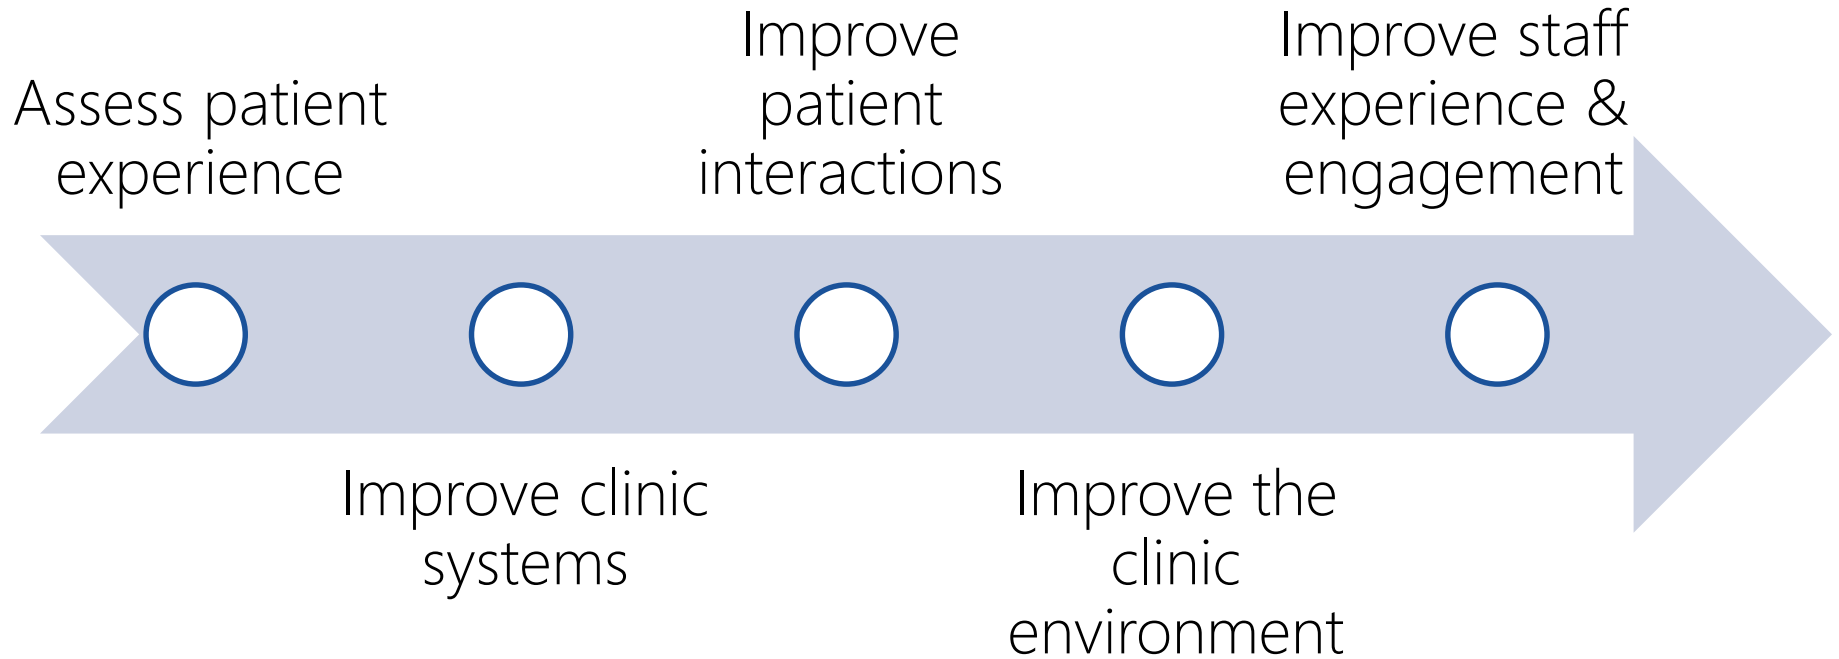 Assess patient
experience
Improve clinic
systems
Improve
patient
interactions
Improve the
clinic
environment
Improve staff
experience &
engagement